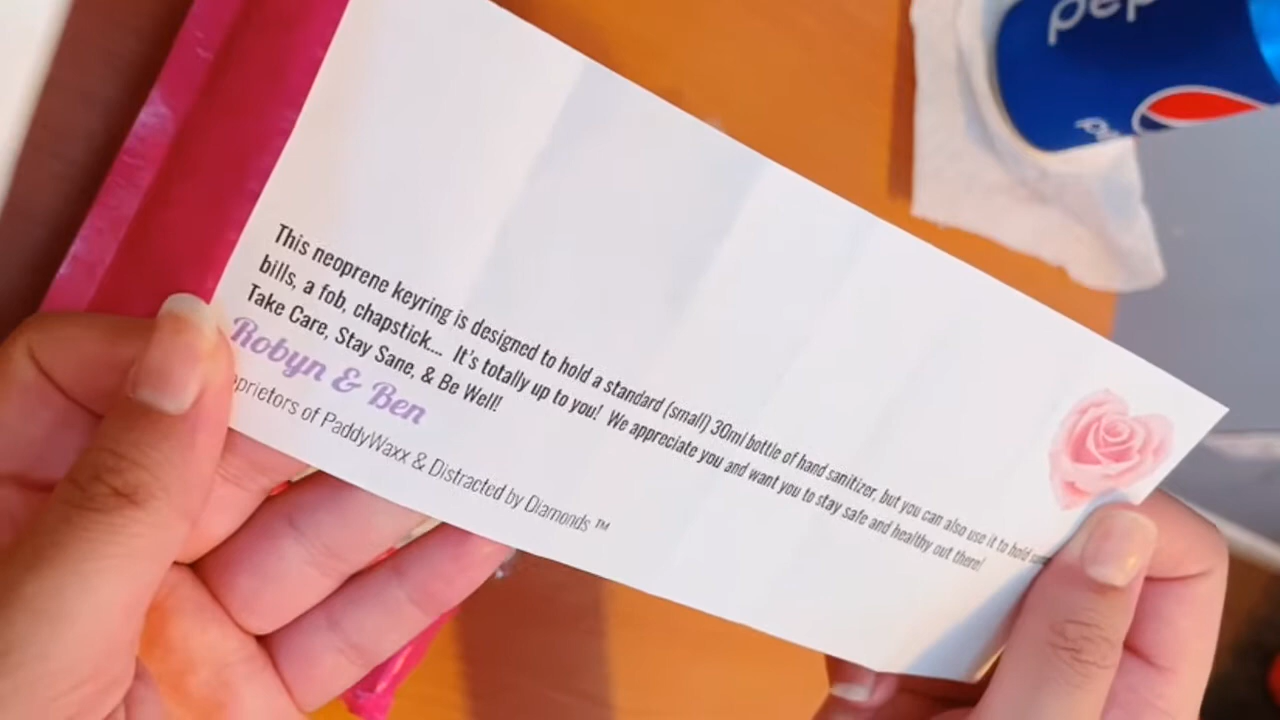 This neoprene keyring is designed to hold a standard (small) 30ml bottle of hand sanitizer, but you can also use it to hold
bills, a fob, chapstick.... It's totally up to you! We appreciate you and want you to stay safe and healthy out there!
Take Care, Stay Sane, & Be Well!
Robyn & Ben
oprietors of PaddyWaxx & Distracted by Diamonds ™
pep